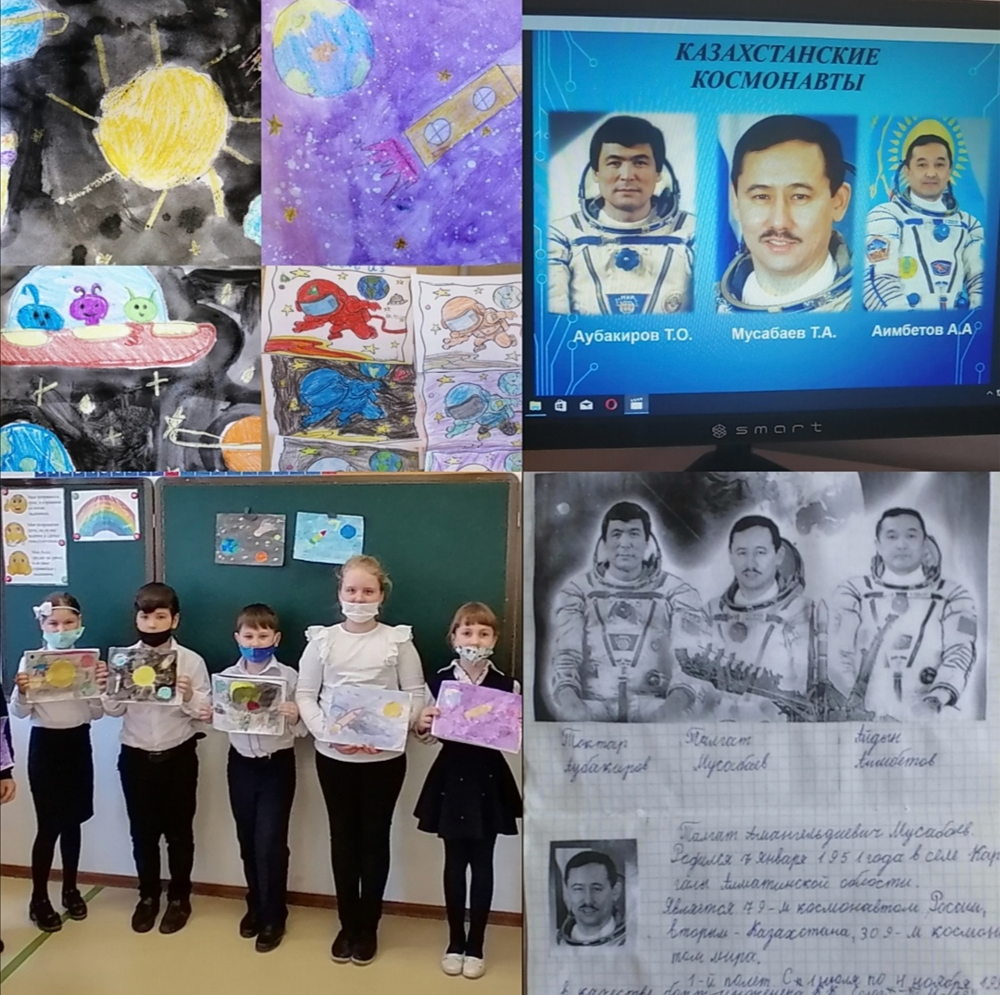 КАЗАХСТАНСКИЕ
КОСМОНАВТЫ
Аубакиров Т.О.
Мусабаев Т.А.
Аимбетов А.А
smart
Токтар
Аубакиров
Талгат
Мусабаев
Айдын
Аимбетов
Талгат Амангельдиевич Мусабаев.
Родился 7 января 1951 года в селе Кар
галы Алматинской области.
Является 79-м космонавтом России,
вторым - Казахстана, 309-м космонав
том мира.
1-й полет С 1 июля по 4 ноября 19
в качестве